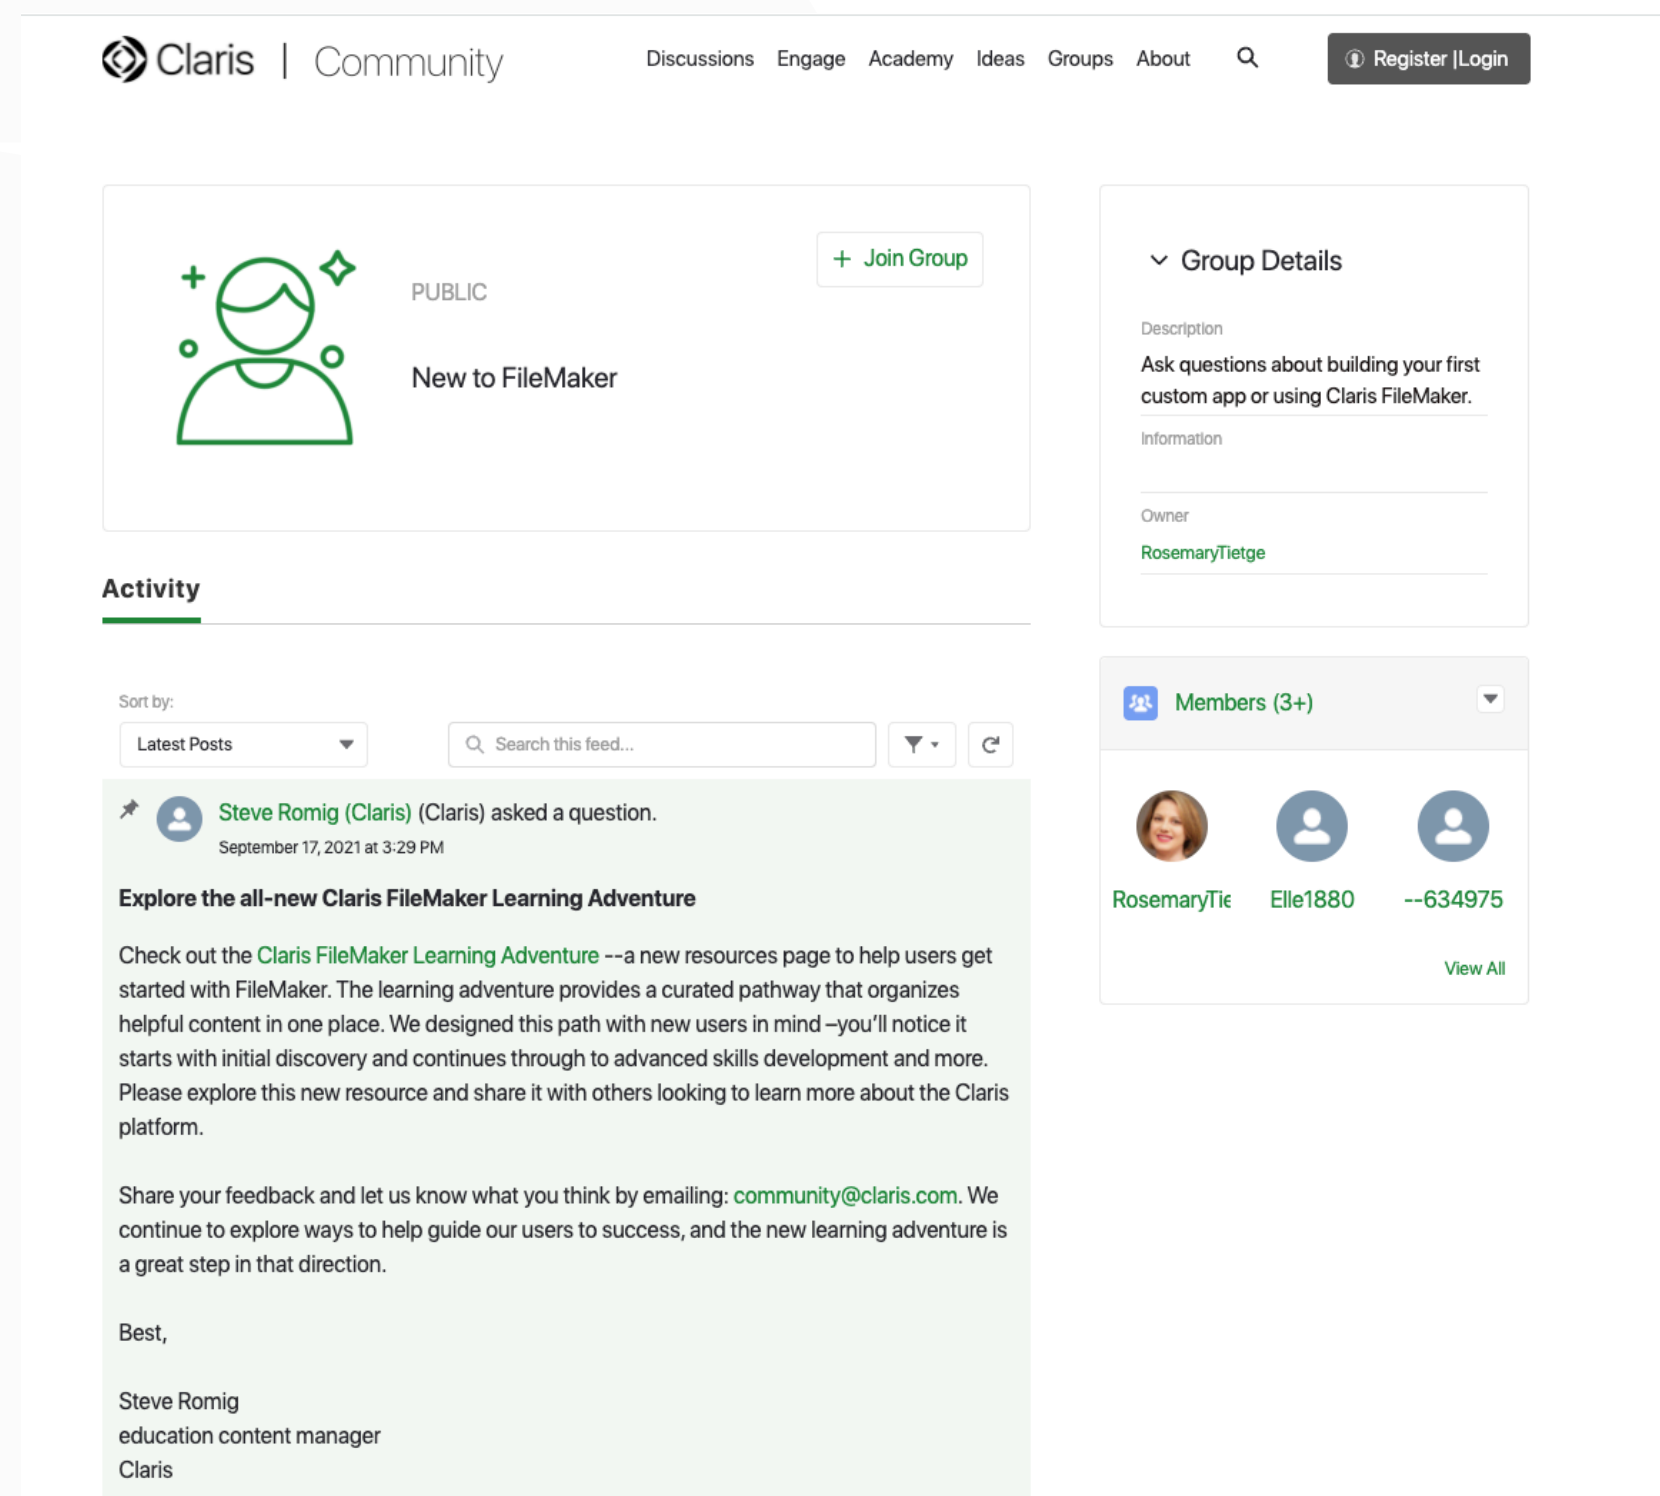 Claris | Community
Discussions Engage Academy Ideas Groups About
Register |Login
PUBLIC
+ Join Group
New to FileMaker
Group Details
Description
Ask questions about building your first
custom app or using Claris FileMaker.
Information
Owner
RosemaryTietge
Activity
Sort by:
Latest Posts
Search this feed...
Members (3+)
RosemaryTie
Elle1880
--634975
View All
Steve Romig (Claris) (Claris) asked a question.
September 17, 2021 at 3:29 PM
Explore the all-new Claris FileMaker Learning Adventure
Check out the Claris FileMaker Learning Adventure --a new resources page to help users get
started with FileMaker. The learning adventure provides a curated pathway that organizes
helpful content in one place. We designed this path with new users in mind –you’ll notice it
starts with initial discovery and continues through to advanced skills development and more.
Please explore this new resource and share it with others looking to learn more about the Claris
platform.
Share your feedback and let us know what you think by emailing: community@claris.com. We
continue to explore ways to help guide our users to success, and the new learning adventure is
a great step in that direction.
Best,
Steve Romig
education content manager
Claris